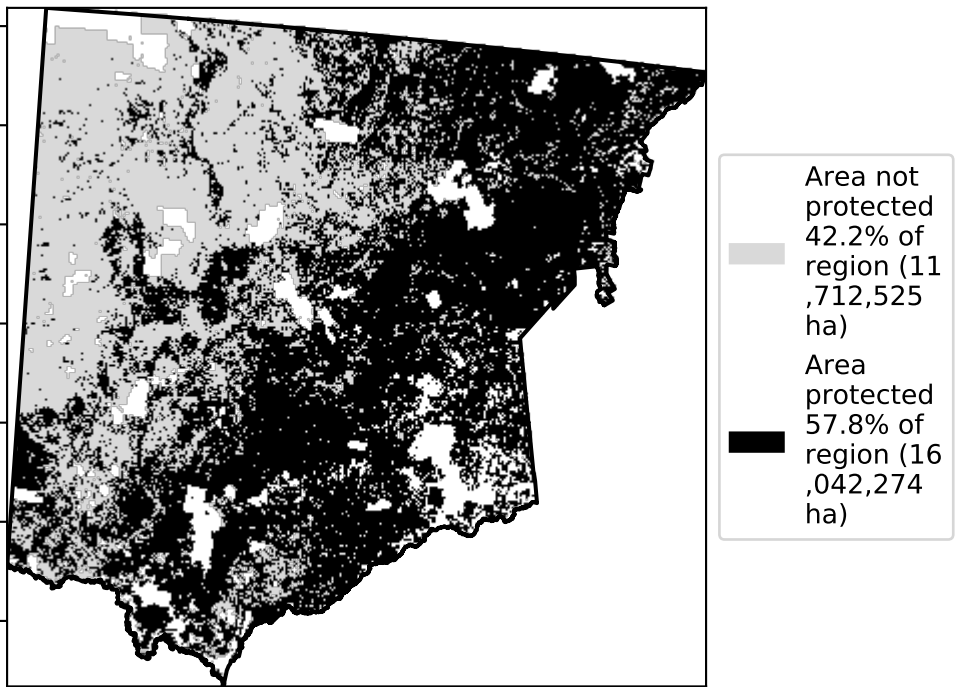 Area not
protected
42.2% of
region (11
,712,525
ha)
Area
protected
57.8% of
region (16
,042,274
ha)